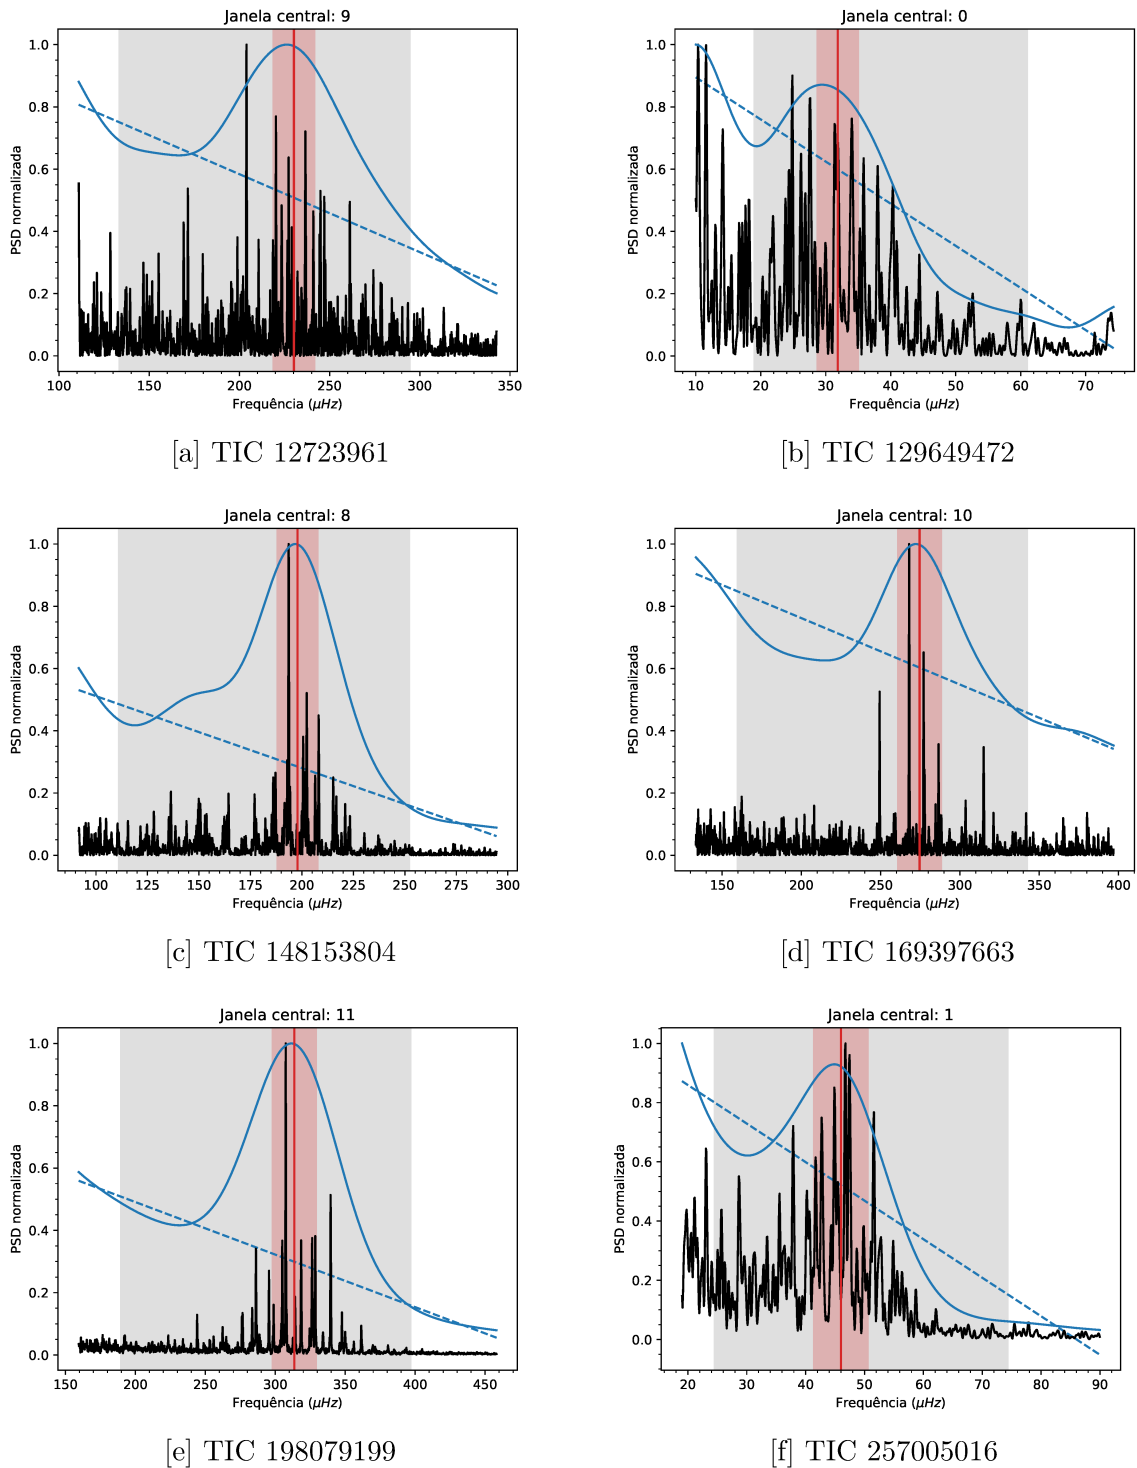 Janela central: 9
PSD normalizada
1.0
0.8
0.6
0.4
0.2
0.0
100 150 200 250 300 350
Frequência (μHz)
[a] TIC 12723961
Janela central: 0
PSD normalizada
1.0
0.8
0.6
0.4
0.2
0.0
10 20 30 40 50 60 70
Frequência (μHz)
[b] TIC 129649472
Janela central: 8
PSD normalizada
1.0
0.8
0.6
0.4
0.2
0.0
100 125 150 175 200 225 250 275 300
Frequência (μHz)
[c] TIC 148153804
Janela central: 10
PSD normalizada
1.0
0.8
0.6
0.4
0.2
0.0
150 200 250 300 350 400
Frequência (μHz)
[d] TIC 169397663
Janela central: 11
PSD normalizada
1.0
0.8
0.6
0.4
0.2
0.0
150 200 250 300 350 400 450
Frequência (μHz)
[e] TIC 198079199
Janela central: 1
PSD normalizada
1.0
0.8
0.6
0.4
0.2
0.0
20 30 40 50 60 70 80 90
Frequência (μHz)
[f] TIC 257005016